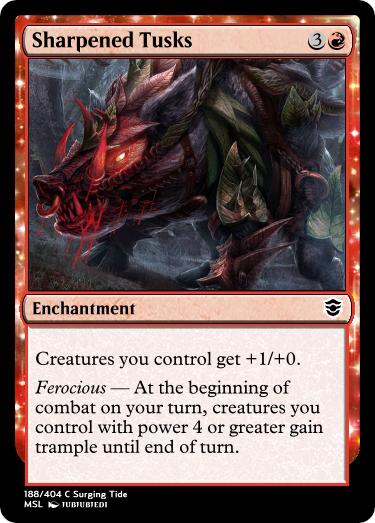 Sharpened Tusks 3
Enchantment
Creatures you control get +1/+0.
Ferocious — At the beginning of
combat on your turn, creatures you
control with power 4 or greater gain
trample until end of turn.
188/404 C Surging Tide
MSL JUBJUBJEDI